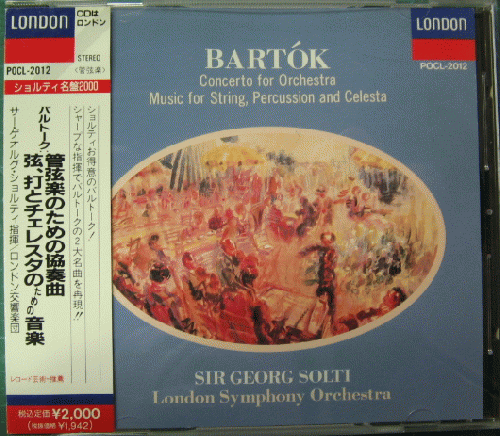 LONDON
CDは
ロンドン
STEREO
POCL-2012
〈管弦楽〉
ショルティ名盤2000
ショルティお得意のバルトーク!
シャープな指揮でバルトークの2大名曲を再現!!
バルトーク:
管弦楽のための協奏曲
弦、打とチェレスタのための音楽
サー・ゲオルグ・ショルティ指揮/ロンドン交響楽団
レコード芸術・推薦
税込定価¥2,000
(税抜価格 ¥1,942)
LONDON
POCL-2012
BARTÓK
Concerto for Orchestra
Music for String, Percussion and Celesta
SIR GEORG SOLTI
London Symphony Orchestra